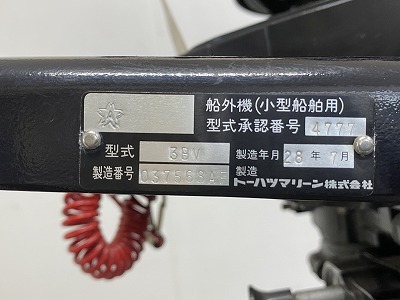 船外機(小型船舶用)
型式承認番号 4777
型式 3BV
製造年月 28年7月
製造番号
製造
トーハツマリーン株式会社